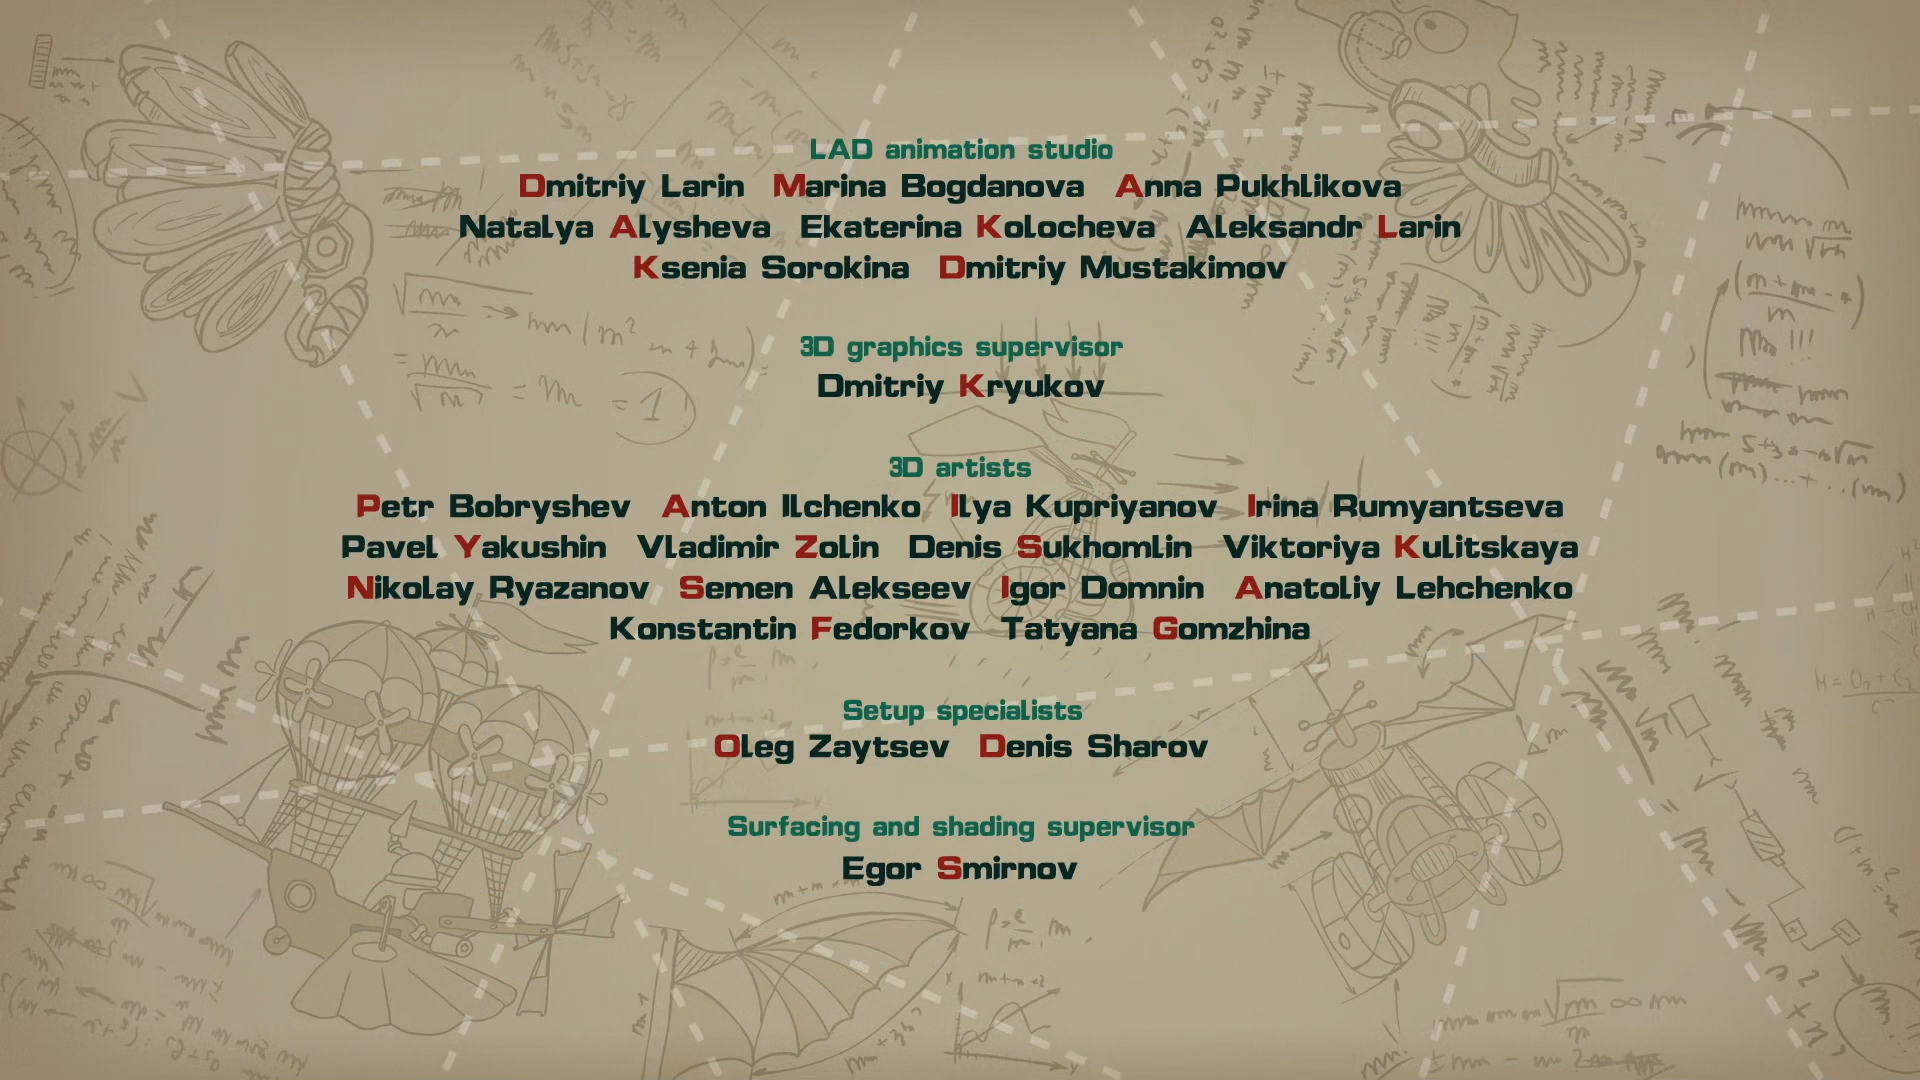 LAD animation studio
Dmitriy Larin Marina Bogdanova Anna Pukhlikova
Natalya Alysheva Ekaterina Kolocheva Aleksandr Larin
Ksenia Sorokina Dmitriy Mustakimov
3D graphics supervisor
Dmitriy Kryukov
3D artists
Petr Bobryshev Anton Ilchenko Ilya Kupriyanov Irina Rumyantseva
Pavel Yakushin Vladimir Zolin Denis Sukhomlin Viktoriya Kulitskaya
Nikolay Ryazanov Semen Alekseev Igor Domnin Anatoliy Lehchenko
Konstantin Fedorkov Tatyana Gomzhina
Setup specialists
Oleg Zaytsev Denis Sharov
Surfacing and shading supervisor
Egor Smirnov